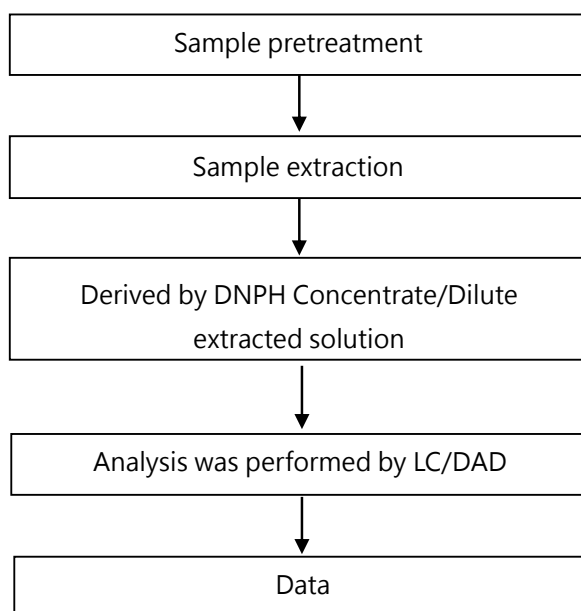 Sample pretreatment
Sample extraction
Derived by DNPH Concentrate/Dilute
extracted solution
Analysis was performed by LC/DAD
Data